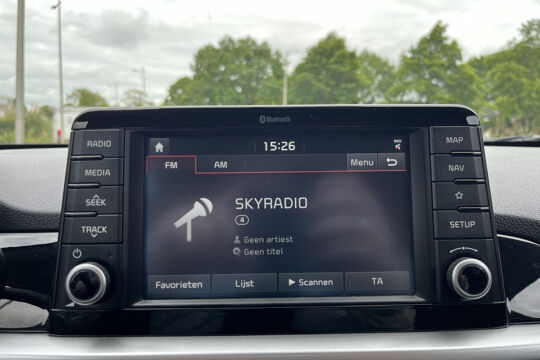 Bluetooth
RADIO
MEDIA
SEEK
TRACK
15:26
NAV
FM
AM
Menu
SKYRADIO
4
Geen artiest
Geen titel
Favorieten
Lijst
Scannen
TA
MAP
NAV
SETUP